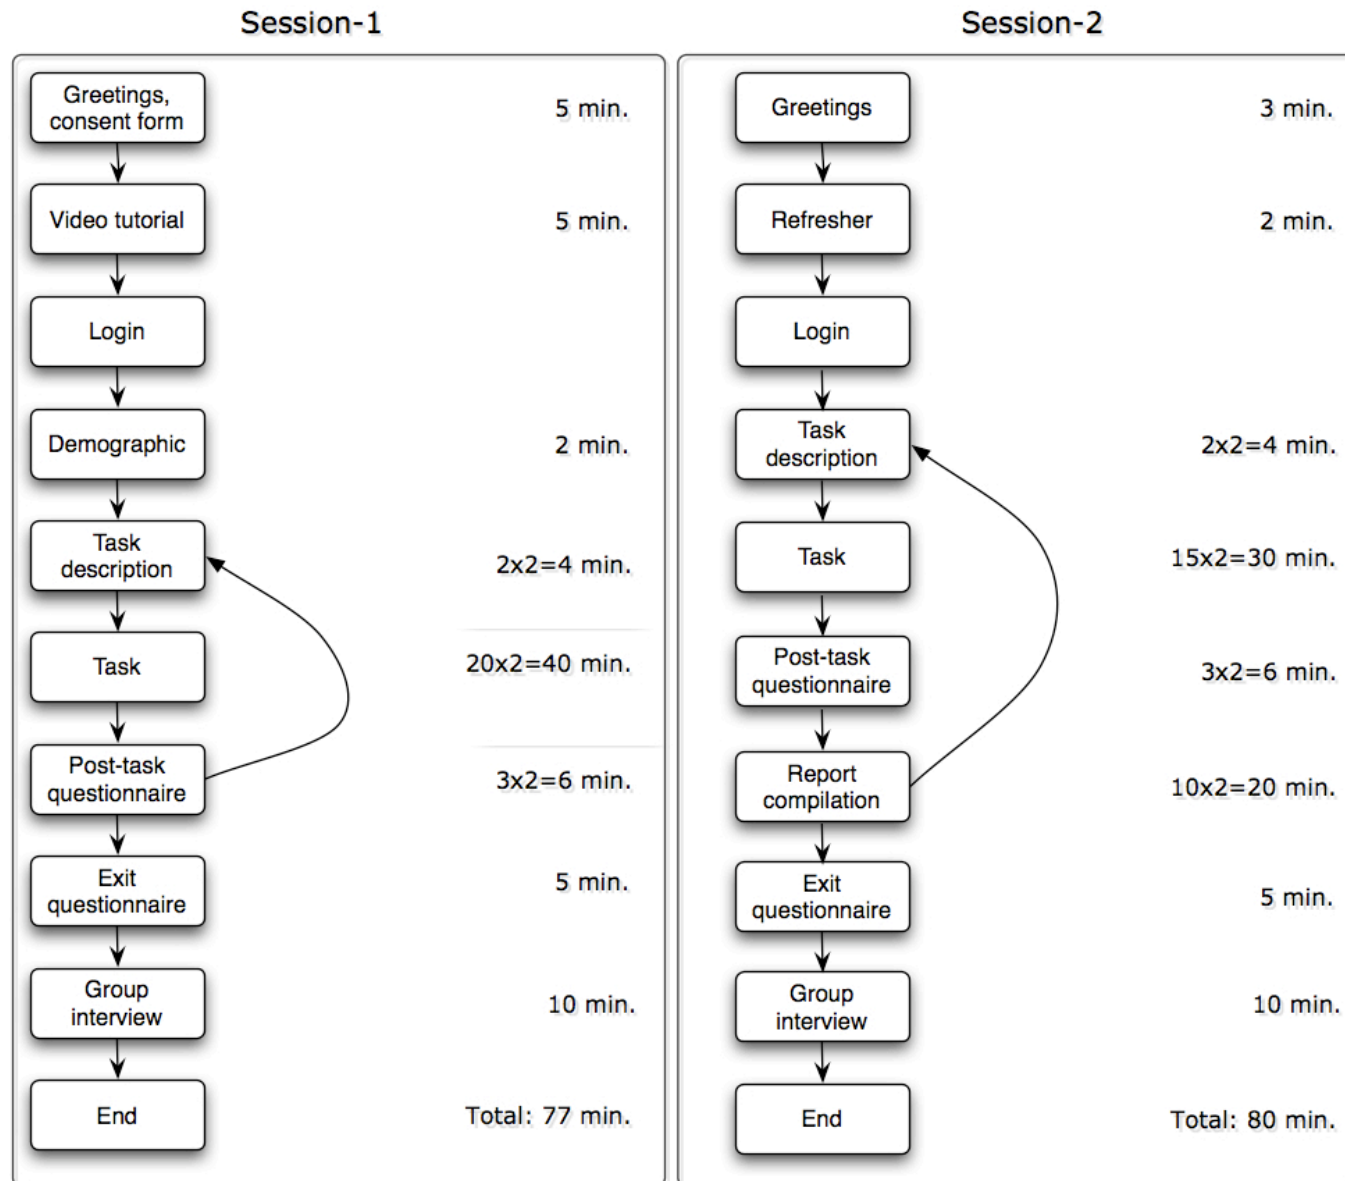 Session-1
Greetings,
consent form
5 min.
Video tutorial
5 min.
Login
Demographic
2 min.
Task
description
2x2=4 min.
Task
20x2=40 min.
Post-task
questionnaire
3x2=6 min.
Exit
questionnaire
5 min.
Group
interview
10 min.
End
Total: 77 min.
Session-2
Greetings
3 min.
Refresher
2 min.
Login
Task
description
2x2=4 min.
Task
15x2=30 min.
Post-task
questionnaire
3x2=6 min.
Report
compilation
10x2=20 min.
Exit
questionnaire
5 min.
Group
interview
10 min.
End
Total: 80 min.